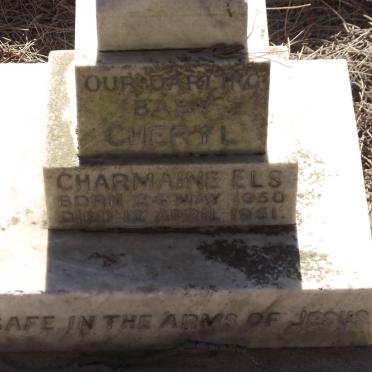 OUR DARLING
BABY
CHERYL
CHARMAINE ELS
BORN 24 MAY 1950
DIED 12 APRIL 1951.
SAFE IN THE ARMS OF JESUS